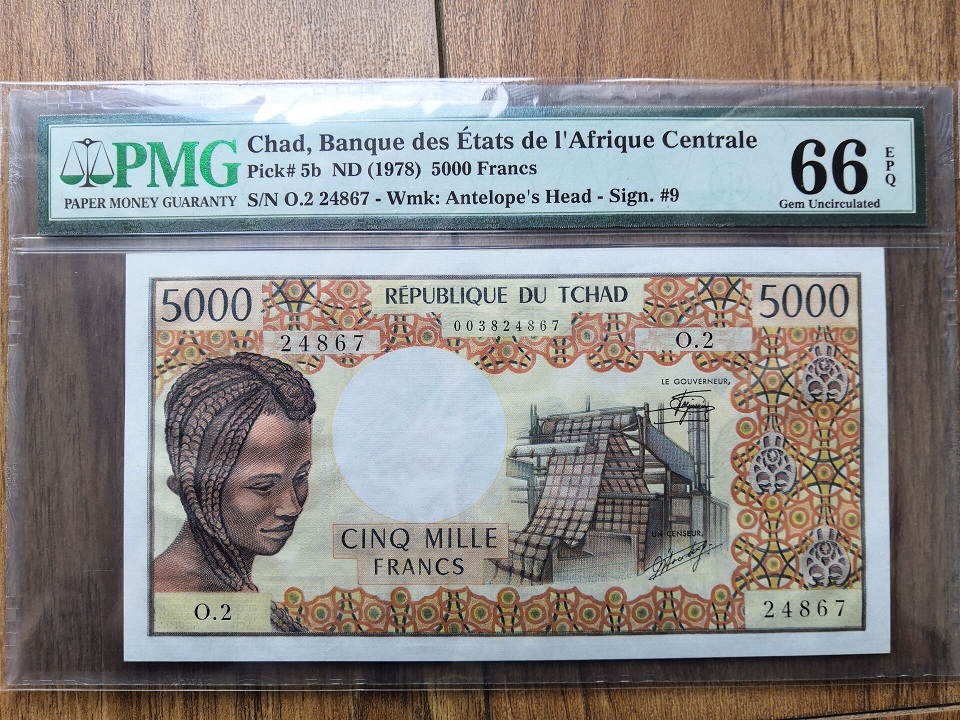 PMG
PAPER MONEY GUARANTY
Chad, Banque des États de l'Afrique Centrale
Pick# 5b ND (1978) 5000 Francs
S/N O.2 24867 - Wmk: Antelope's Head - Sign. #9
66 EPQ
Gem Uncirculated
5000 RÉPUBLIQUE DU TCHAD 5000
003824867
24867 O.2
LE GOUVERNEUR,
UN CENSEUR,
CINQ MILLE
FRANCS
O.2 24867